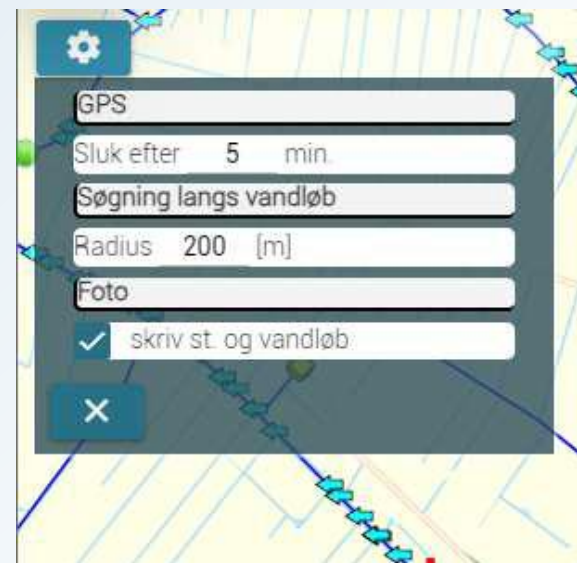 GPS
Sluk efter 5 min.
Søgning langs vandløb
Radius 200 [m]
Foto
skriv st. og vandløb